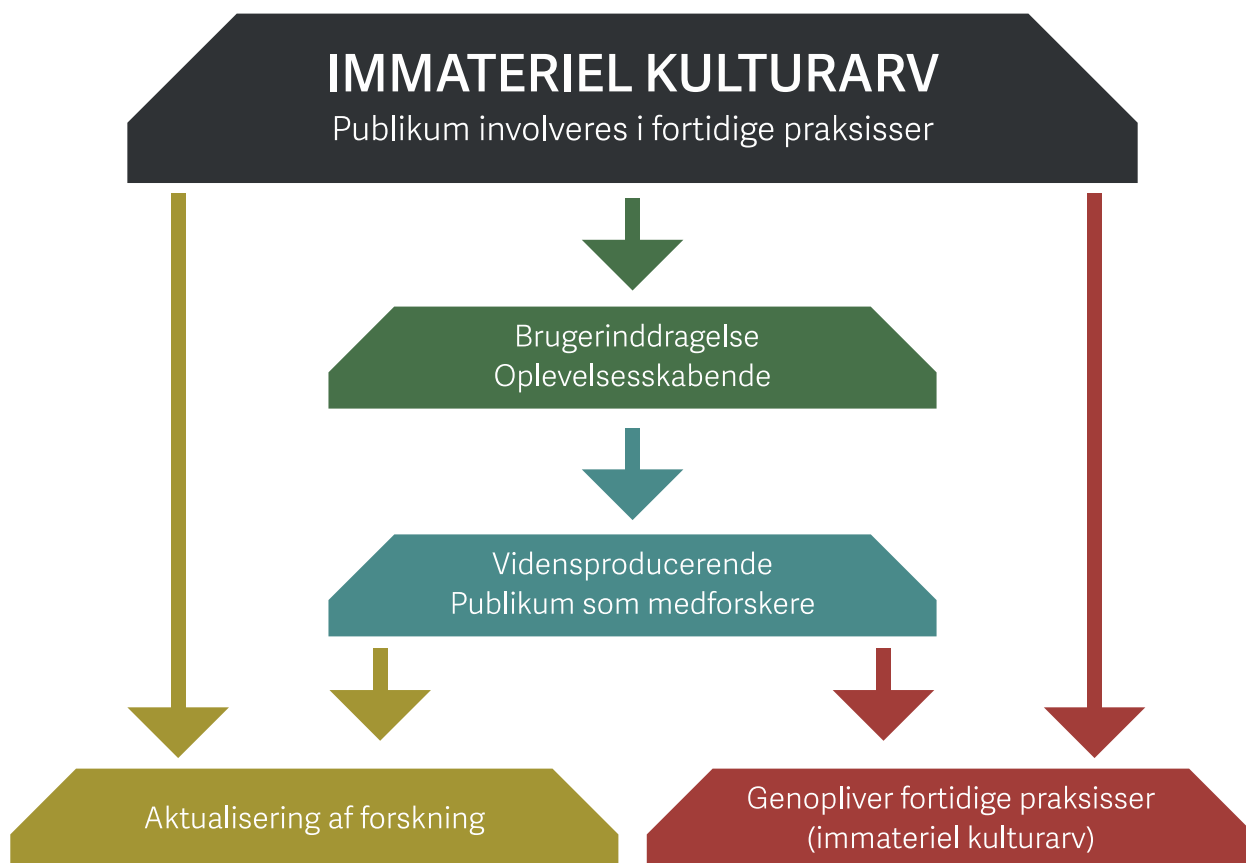 IMMATERIEL KULTURARV
Publikum involveres i fortidige praksisser
Brugerinddragelse
Oplevelsesskabende
Vidensproducerende
Publikum som medforskere
Aktualisering af forskning
Genopliver fortidige praksisser
(immateriel kulturarv)